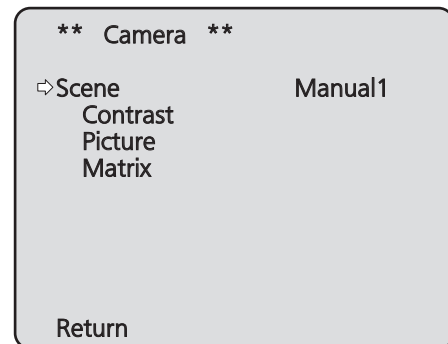 ** Camera **
⇨Scene Manual1
Contrast
Picture
Matrix
Return